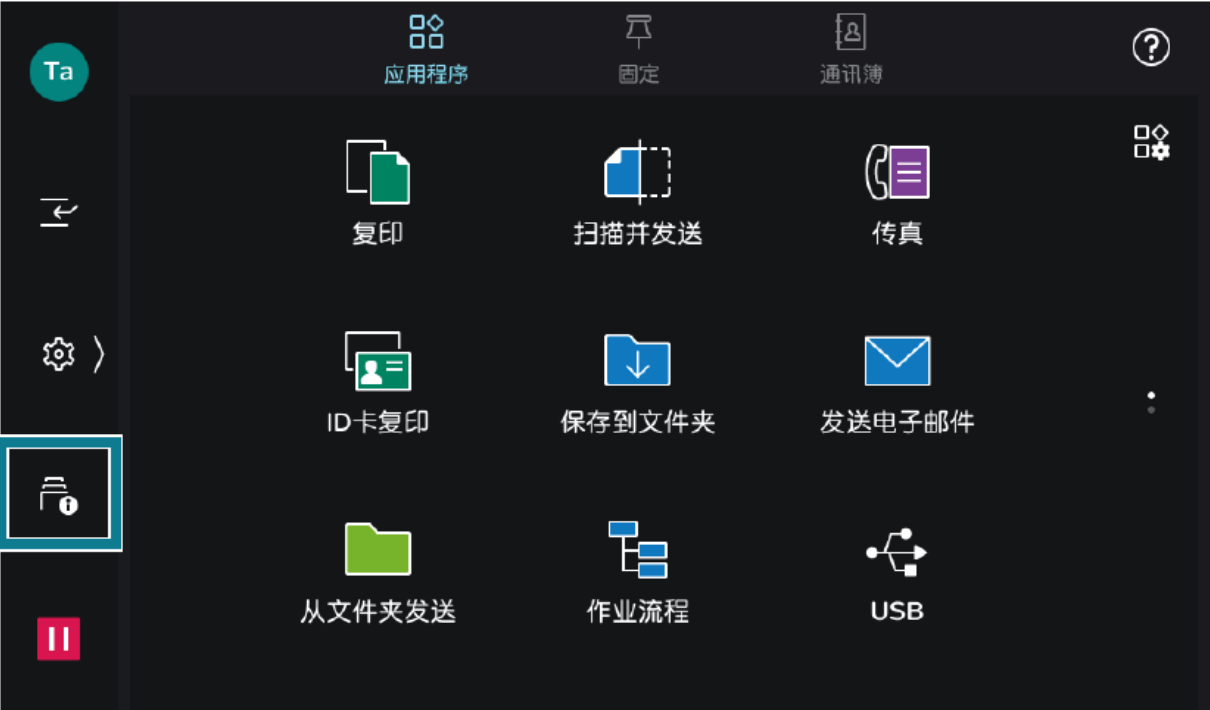 Ta
应用程序
固定
通讯簿
复印
扫描并发送
传真
ID卡复印
保存到文件夹
发送电子邮件
从文件夹发送
作业流程
USB